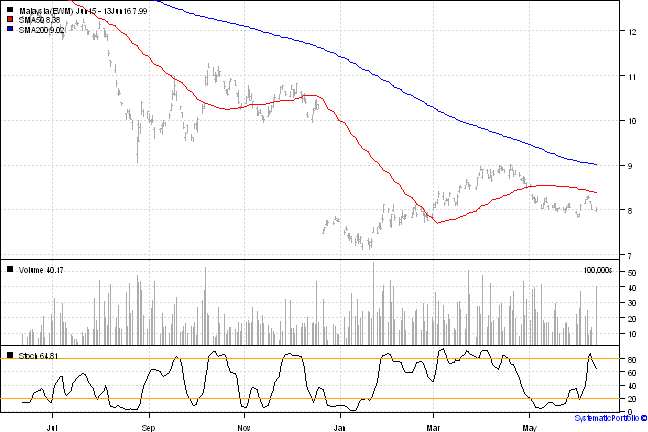 Malaysia (EWM) Jun 15 - 13Jun16 7.99
SMA50 8.38
SMA200 9.02
12
11
10
9
8
7
Volume 40.17
100,000s
50
40
30
20
10
Stoch 64.81
80
60
40
20
0
Jul Sep Nov Jan Mar May
SystematicPortfolio ©